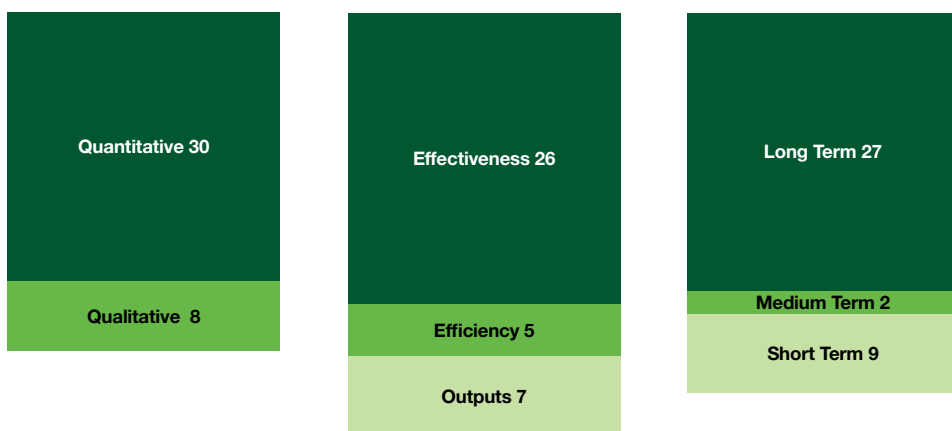 Quantitative 30
Qualitative 8
Effectiveness 26
Efficiency 5
Outputs 7
Long Term 27
Medium Term 2
Short Term 9